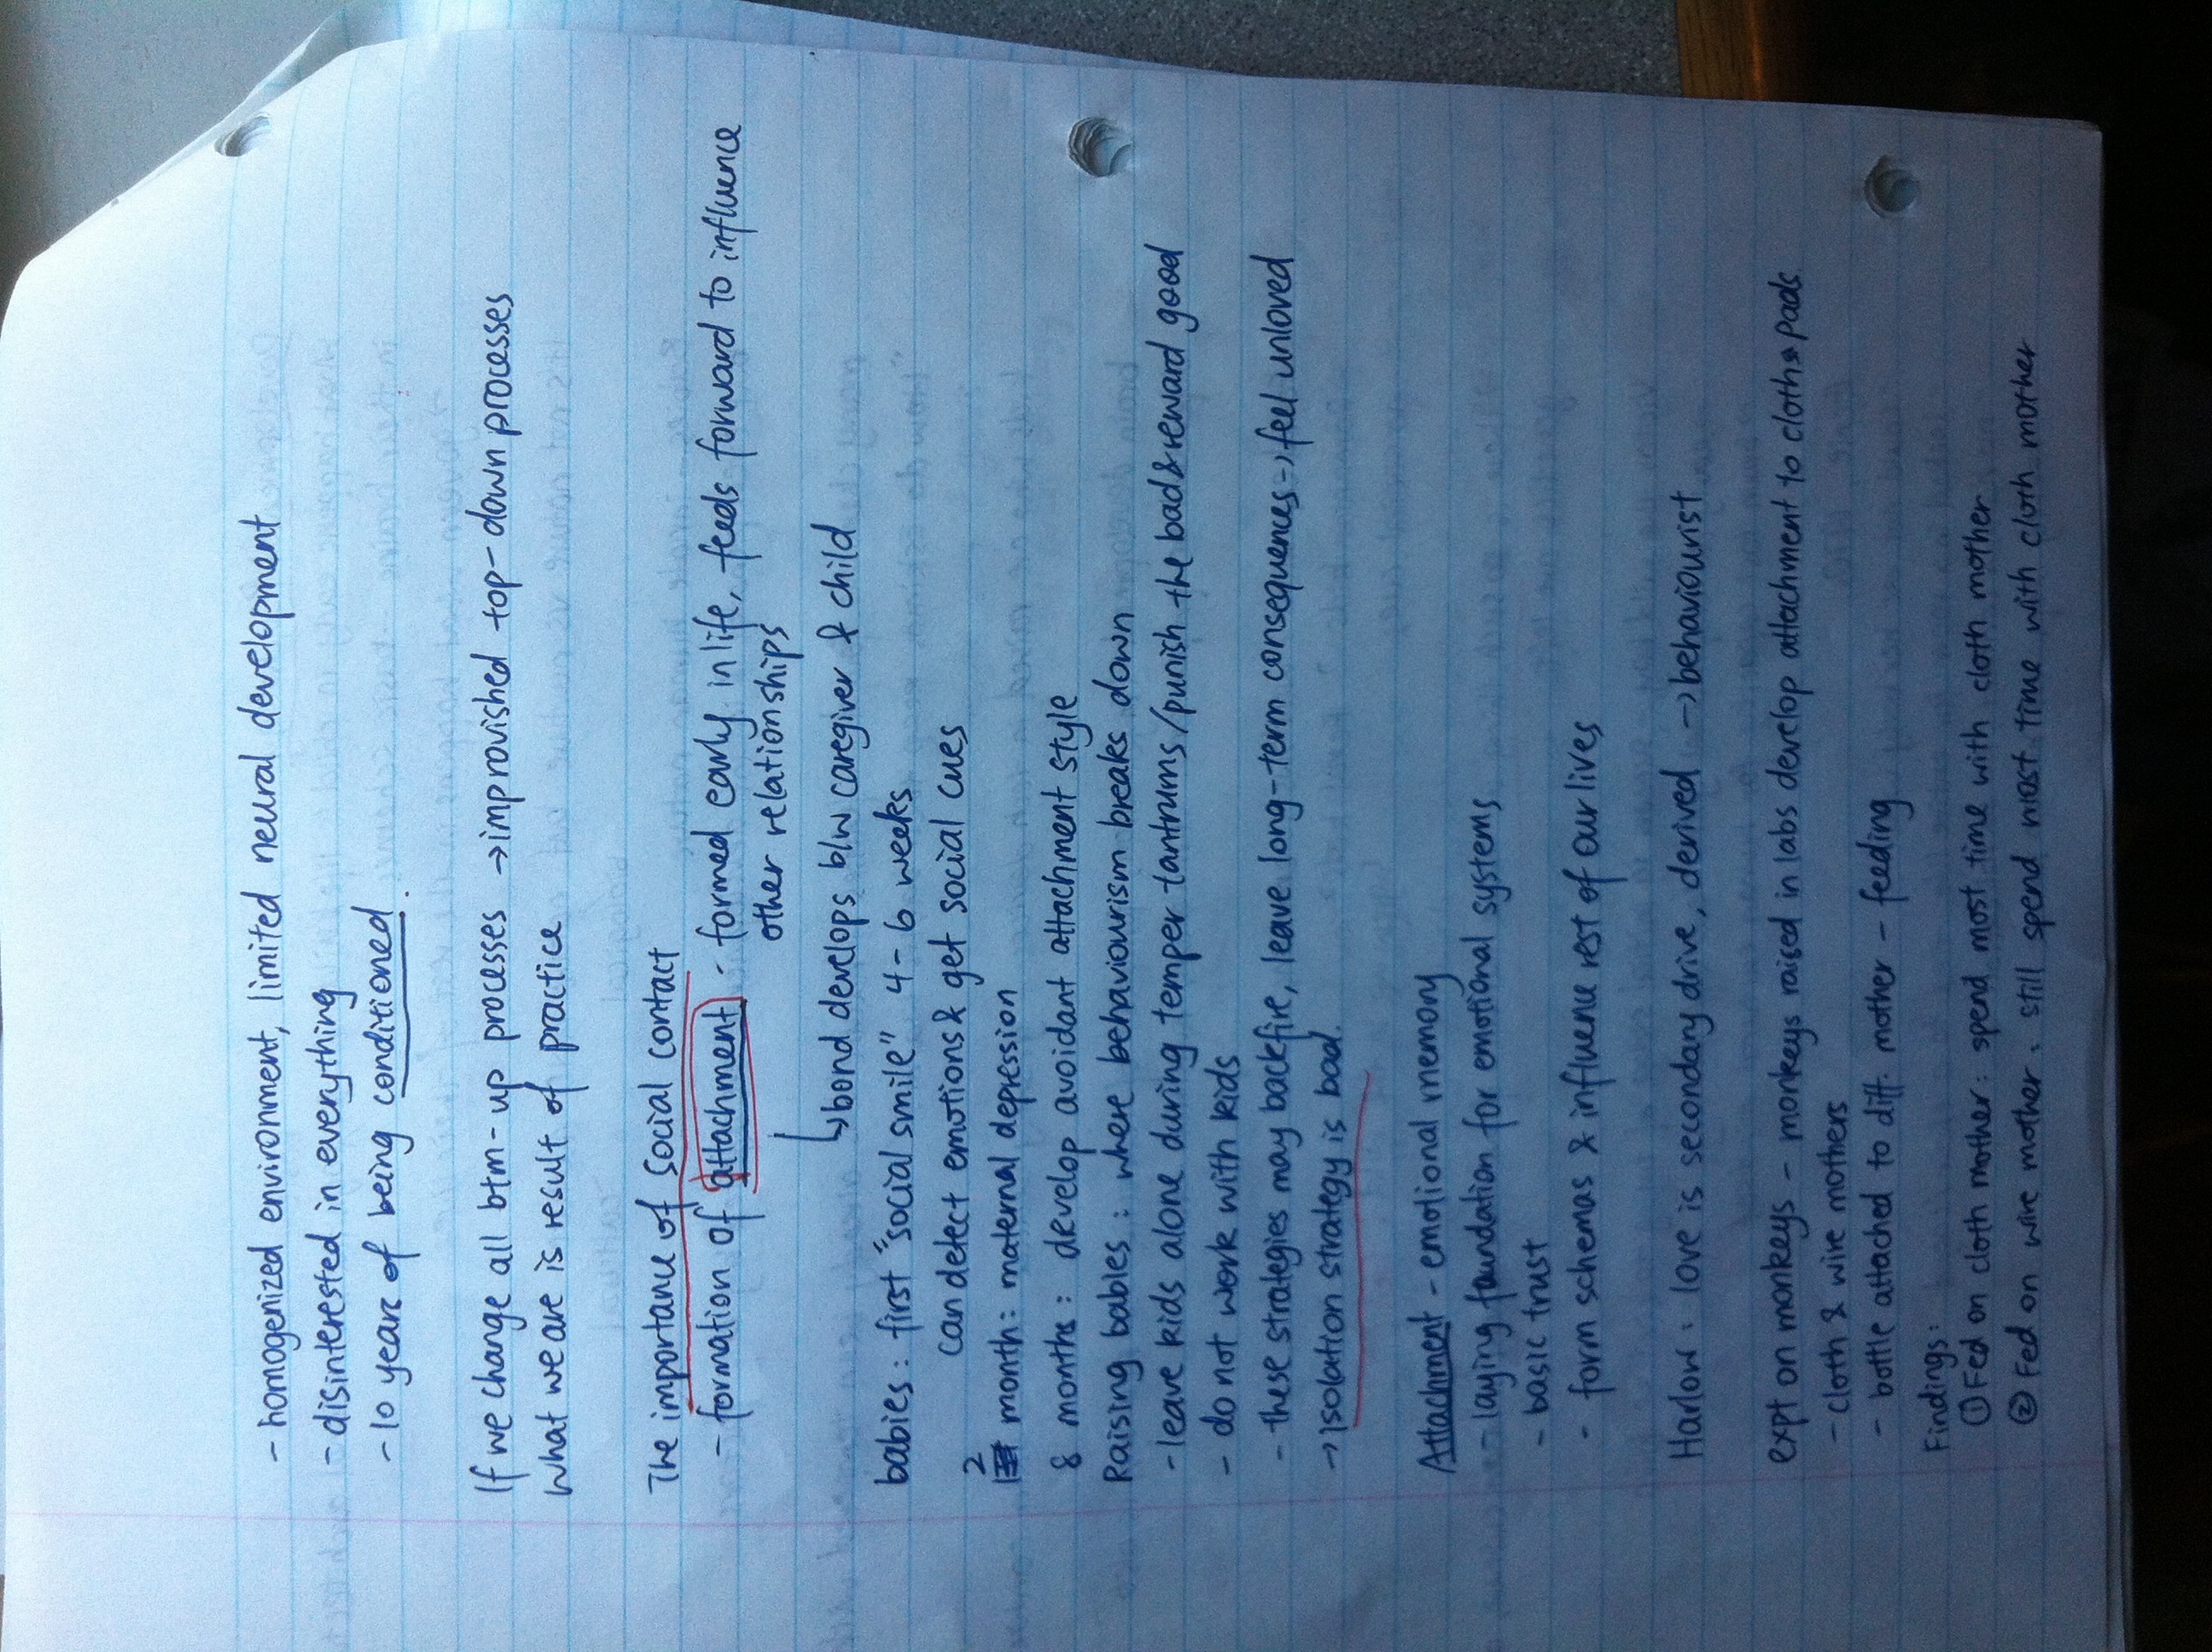 - homogenized environment, limited neural development
- disinterested in everything
- 10 years of being conditioned.
If we change all btm-up processes → improvished top-down processes
what we are is result of practice
The importance of social contact
- formation of attachment - formed early in life, feeds forward to influence
other relationships
↳ bond develops b/w caregiver & child
babies : first "social smile" 4-6 weeks
can detect emotions & get social cues
2 month : maternal depression
8 months : develop avoidant attachment style
Raising babies : where behaviourism breaks down
- leave kids alone during temper tantrums/punish the bad & reward good
- do not work with kids
- these strategies may backfire, leave long-term consequences → feel unloved
→ isolation strategy is bad.
Attachment - emotional memory
- laying foundation for emotional systems
- basic trust
- form schemas & influence rest of our lives
Harlow : love is secondary drive, derived → behaviourist
expt on monkeys - monkeys raised in labs develop attachment to cloth pads
- cloth & wire mothers
- bottle attached to diff. mother - feeding
Findings:
① Fed on cloth mother : spend most time with cloth mother
② Fed on wire mother : still spend most time with cloth mother